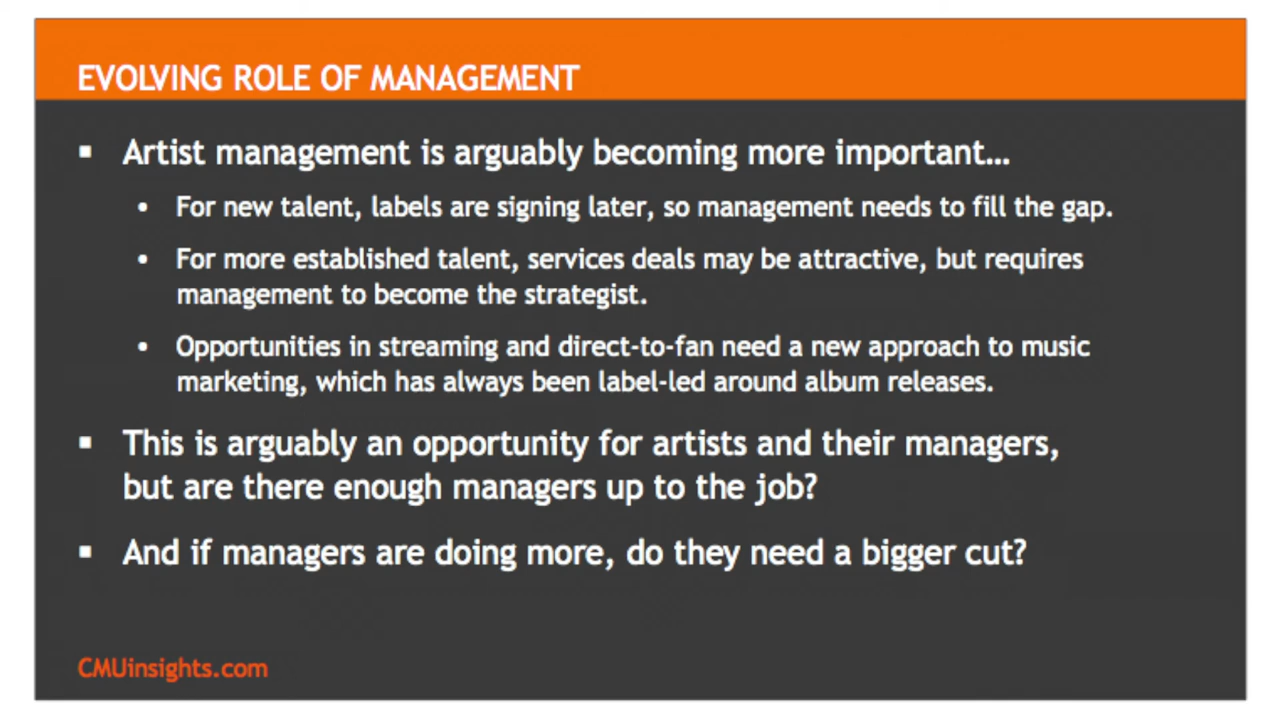 EVOLVING ROLE OF MANAGEMENT
▪ Artist management is arguably becoming more important…
• For new talent, labels are signing later, so management needs to fill the gap.
• For more established talent, services deals may be attractive, but requires
management to become the strategist.
• Opportunities in streaming and direct-to-fan need a new approach to music
marketing, which has always been label-led around album releases.
▪ This is arguably an opportunity for artists and their managers,
but are there enough managers up to the job?
▪ And if managers are doing more, do they need a bigger cut?
CMUinsights.com